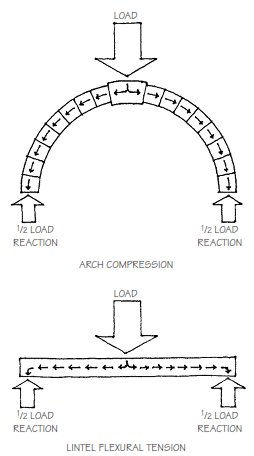 LOAD
1/2 LOAD
REACTION
1/2 LOAD
REACTION
ARCH COMPRESSION
LOAD
1/2 LOAD
REACTION
1/2 LOAD
REACTION
LINTEL FLEXURAL TENSION